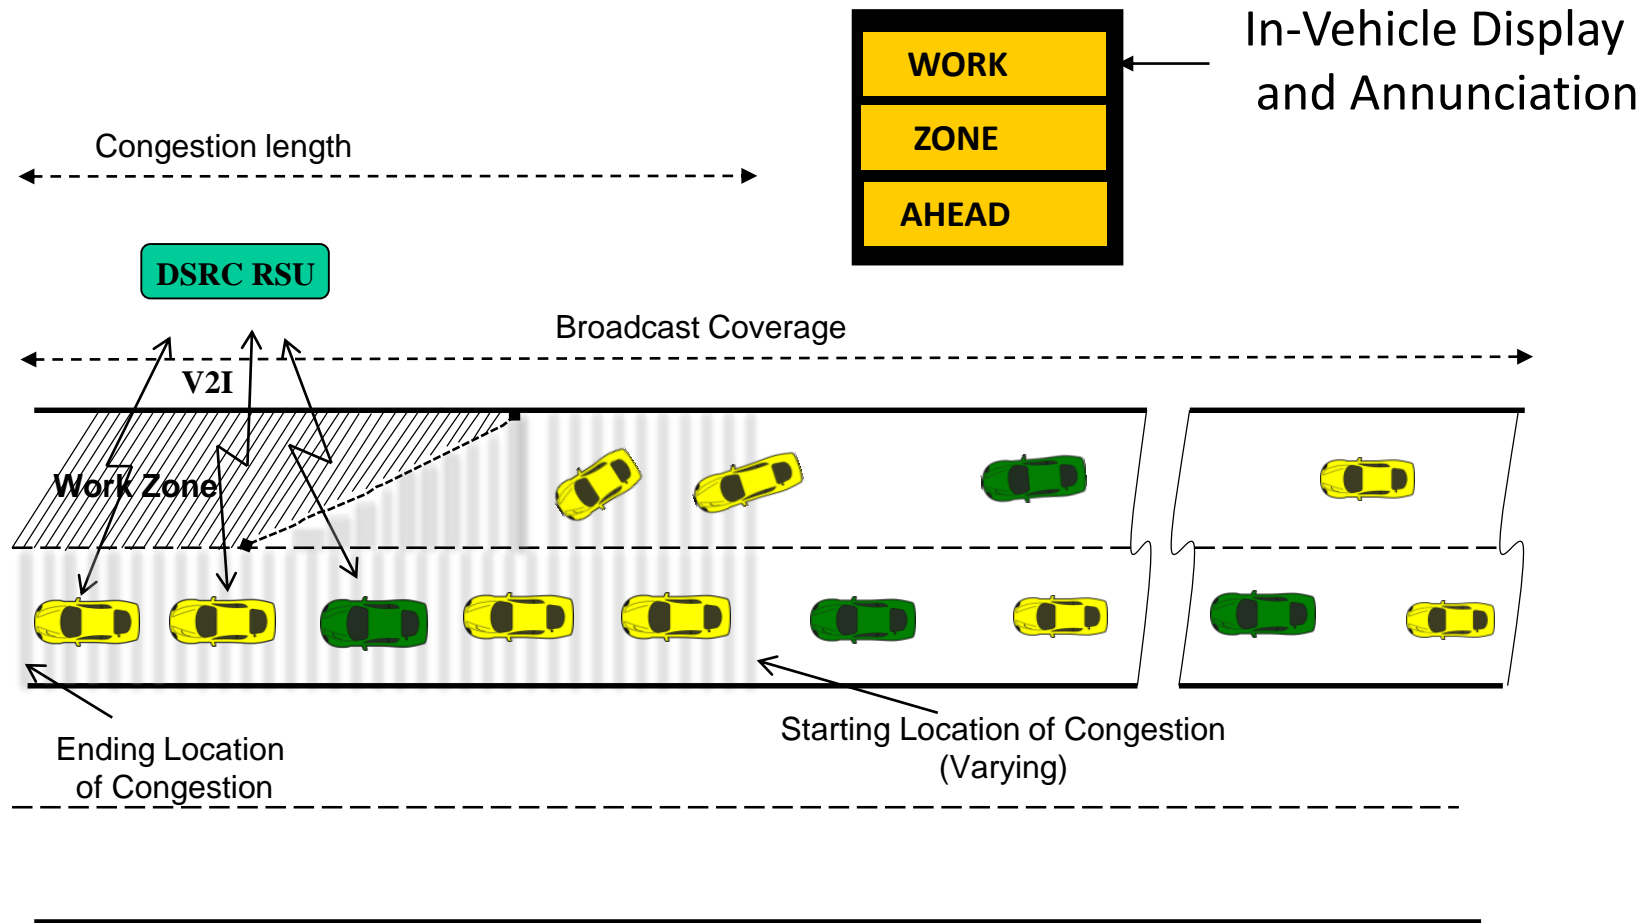 In-Vehicle Display
and Annunciation
WORK
ZONE
AHEAD
Congestion length
DSRC RSU
Broadcast Coverage
V2I
Work Zone
Starting Location of Congestion
(Varying)
Ending Location
of Congestion